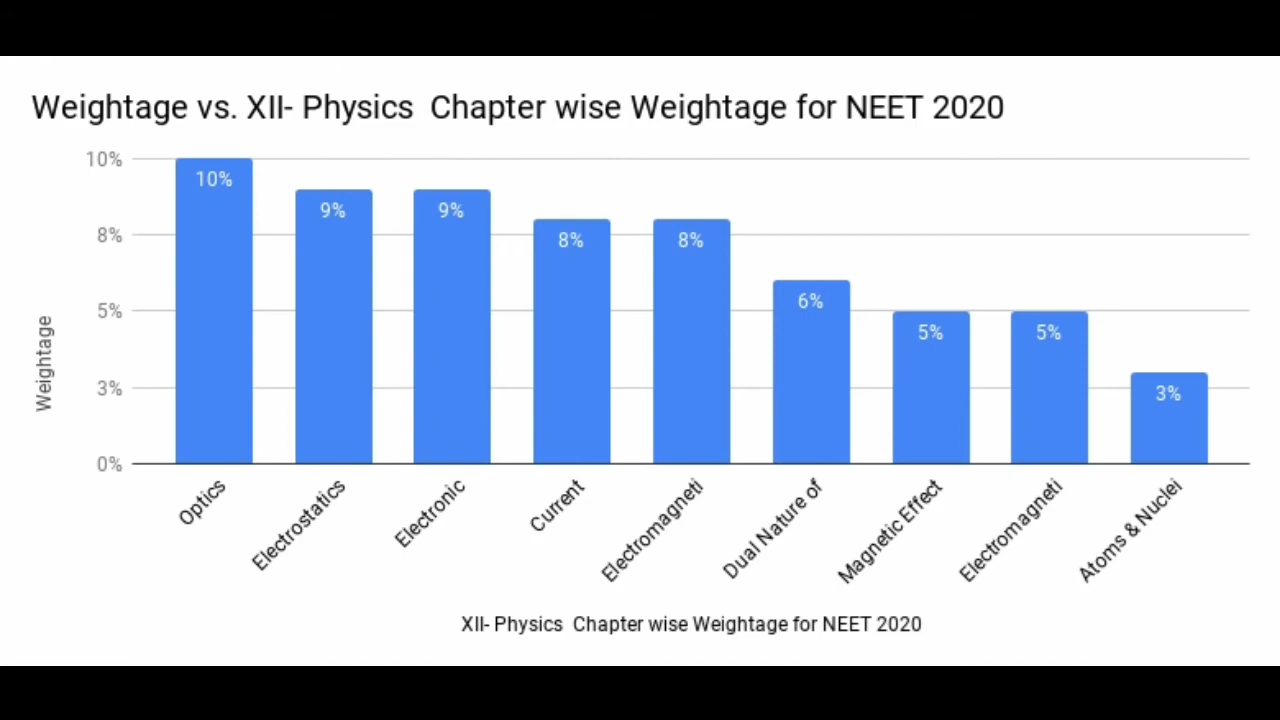 Weightage vs. XII- Physics  Chapter wise Weightage for NEET 2020
10%
8%
5%
3%
0%
Weightage
10%
9%
9%
8%
8%
6%
5%
5%
3%
Optics
Electrostatics
Electronic
Current
Electromagneti
Dual Nature of
Magnetic Effect
Electromagneti
Atoms & Nuclei
XII- Physics  Chapter wise Weightage for NEET 2020